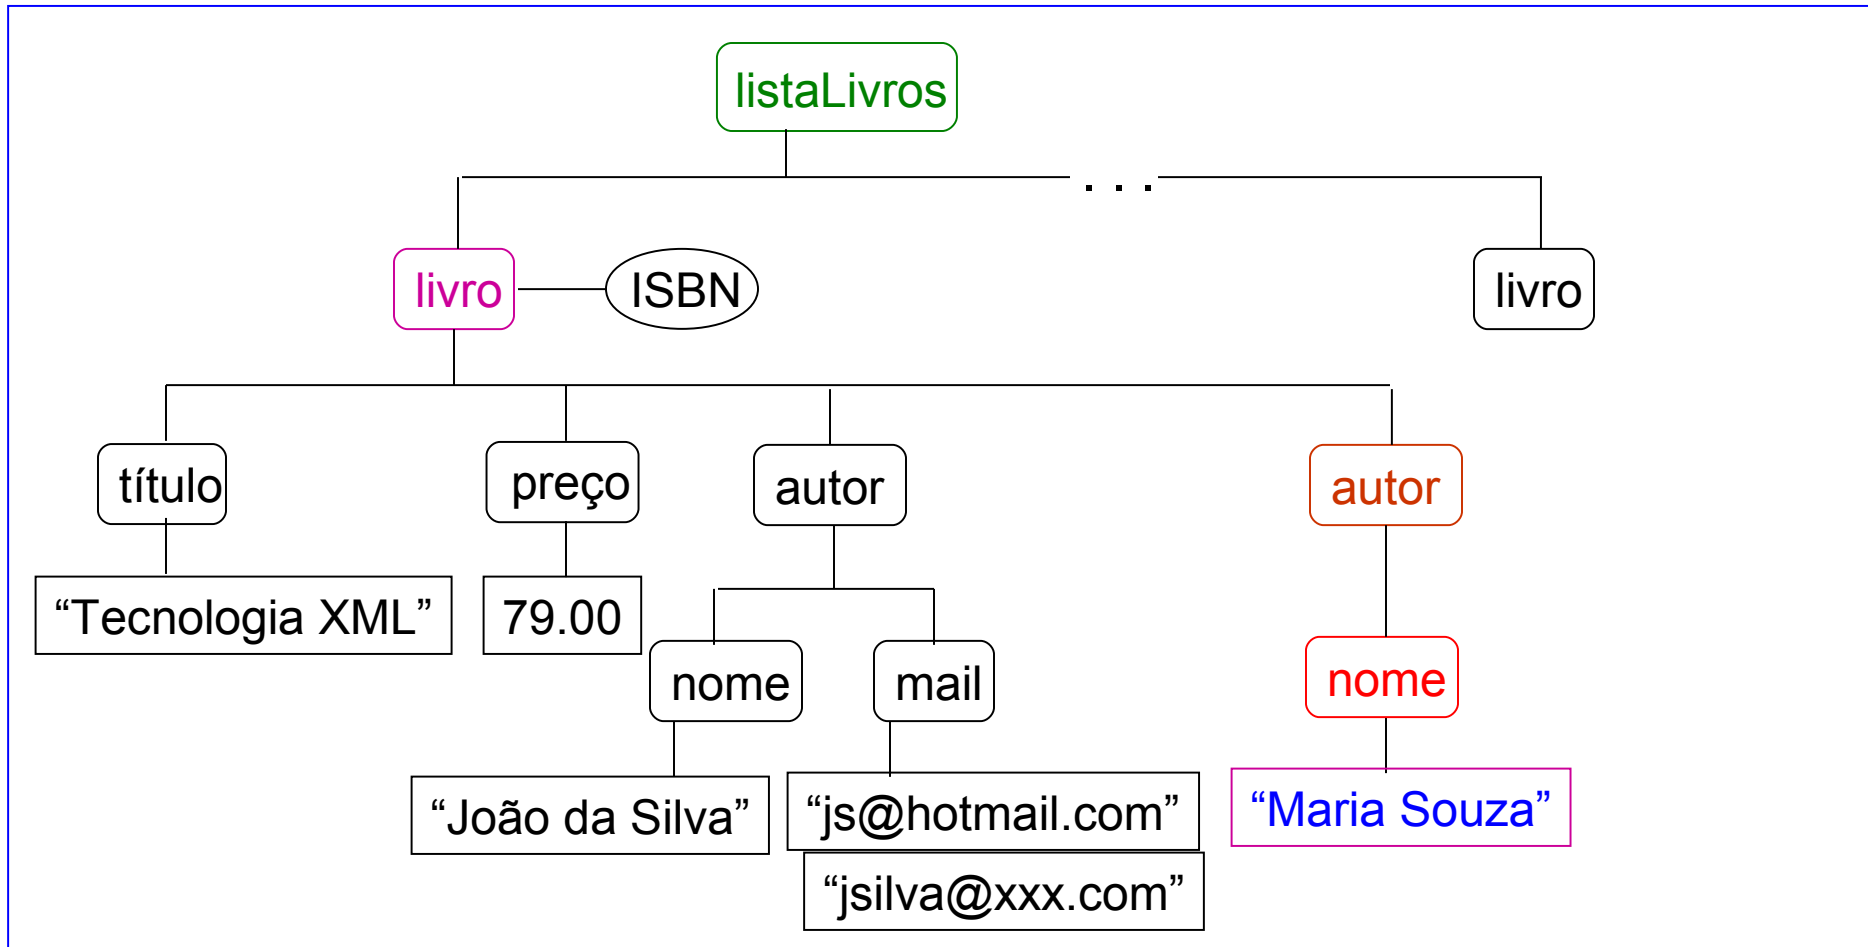 listaLivros
. . .
livro
ISBN
livro
título
preço
autor
autor
“Tecnologia XML”
79.00
nome
mail
nome
“João da Silva”
“js@hotmail.com”
“Maria Souza”
“jsilva@xxx.com”